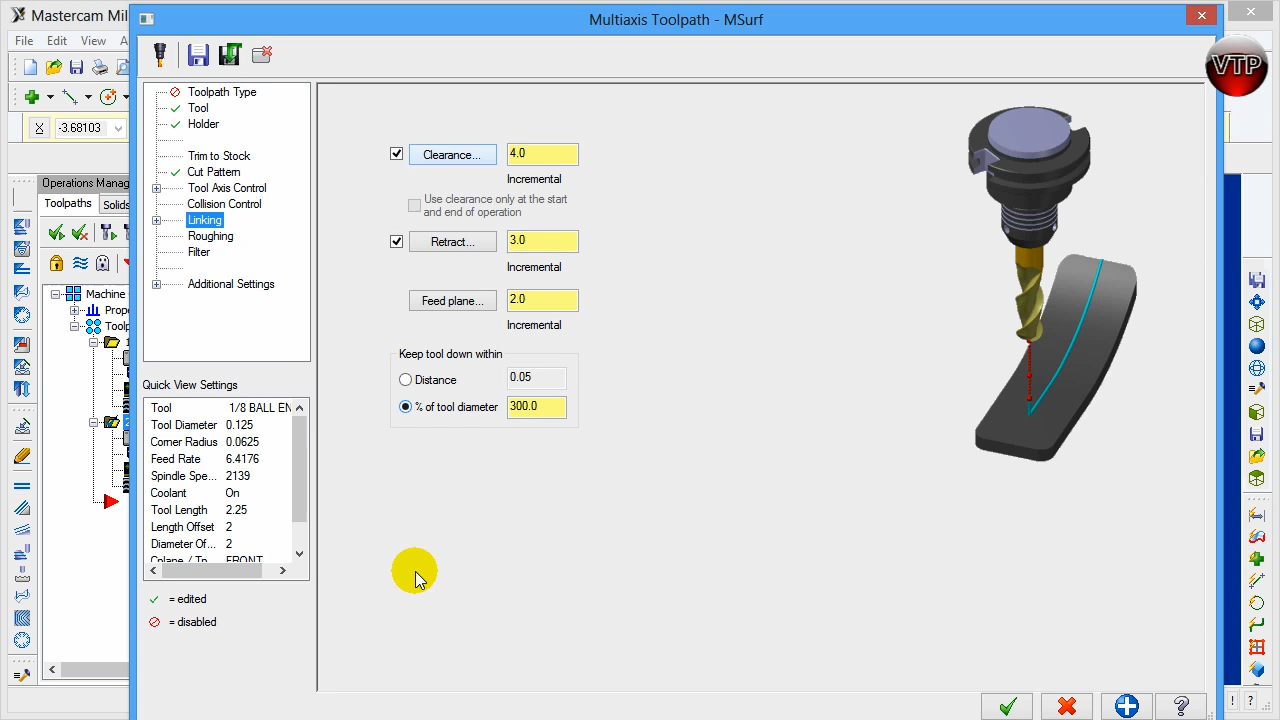 Mastercam Mil
Multiaxis Toolpath - MSurf
File Edit View A
VTP
X -3.68103
Operations Manag
Toolpaths Solids
Machine
Prope
Toolp
Toolpath Type
Tool
Holder
Trim to Stock
Cut Pattern
Tool Axis Control
Collision Control
Linking
Roughing
Filter
Additional Settings
Clearance... 4.0
Incremental
Use clearance only at the start
and end of operation
Retract... 3.0
Incremental
Feed plane... 2.0
Incremental
Keep tool down within
Distance 0.05
% of tool diameter 300.0
Quick View Settings
Tool 1/8 BALL EN
Tool Diameter 0.125
Corner Radius 0.0625
Feed Rate 6.4176
Spindle Spe... 2139
Coolant On
Tool Length 2.25
Length Offset 2
Diameter Of... 2
Cplane / Tp... FRONT
= edited
= disabled